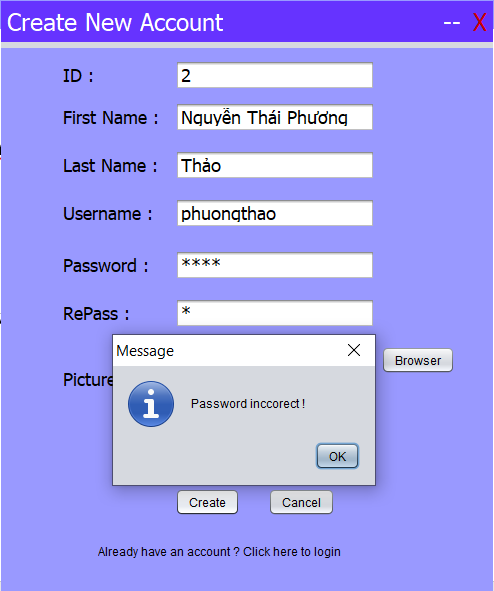 Create New Account -- X
ID : 2
First Name : Nguyễn Thái Phương
Last Name : Thảo
Username : phuongthao
Password : ****
RePass : *
Message
Browser
Picture
Password inccorect !
OK
Create Cancel
Already have an account ? Click here to login